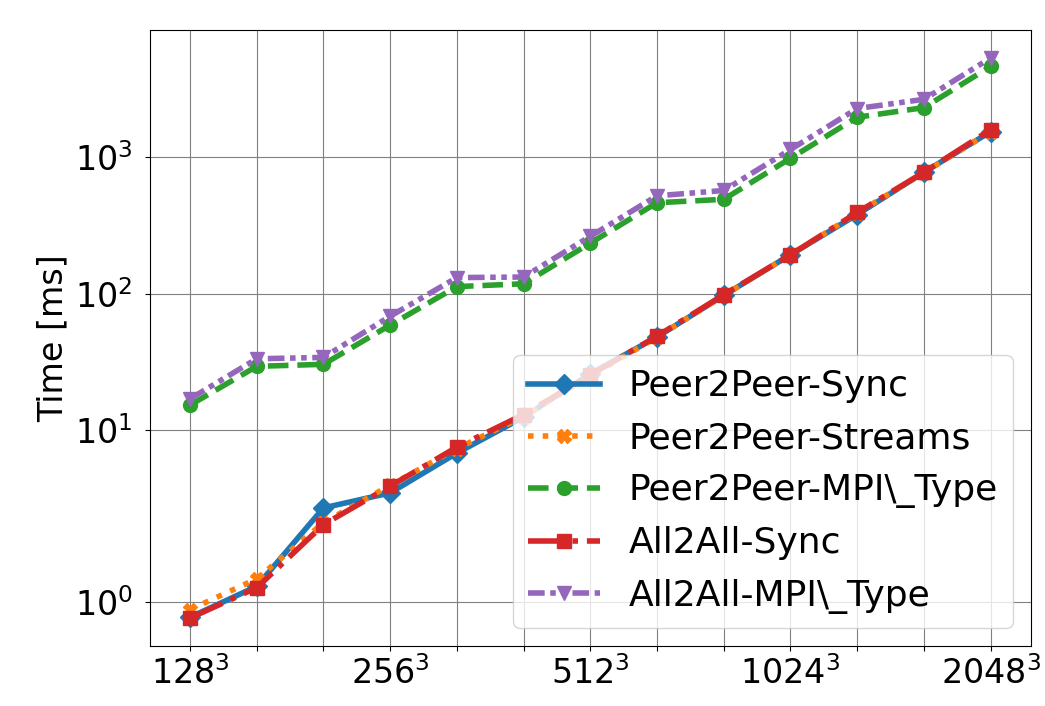 Time [ms]
10³
10²
10¹
10⁰
128³ 256³ 512³ 1024³ 2048³
Peer2Peer-Sync
Peer2Peer-Streams
Peer2Peer-MPI\_Type
All2All-Sync
All2All-MPI\_Type